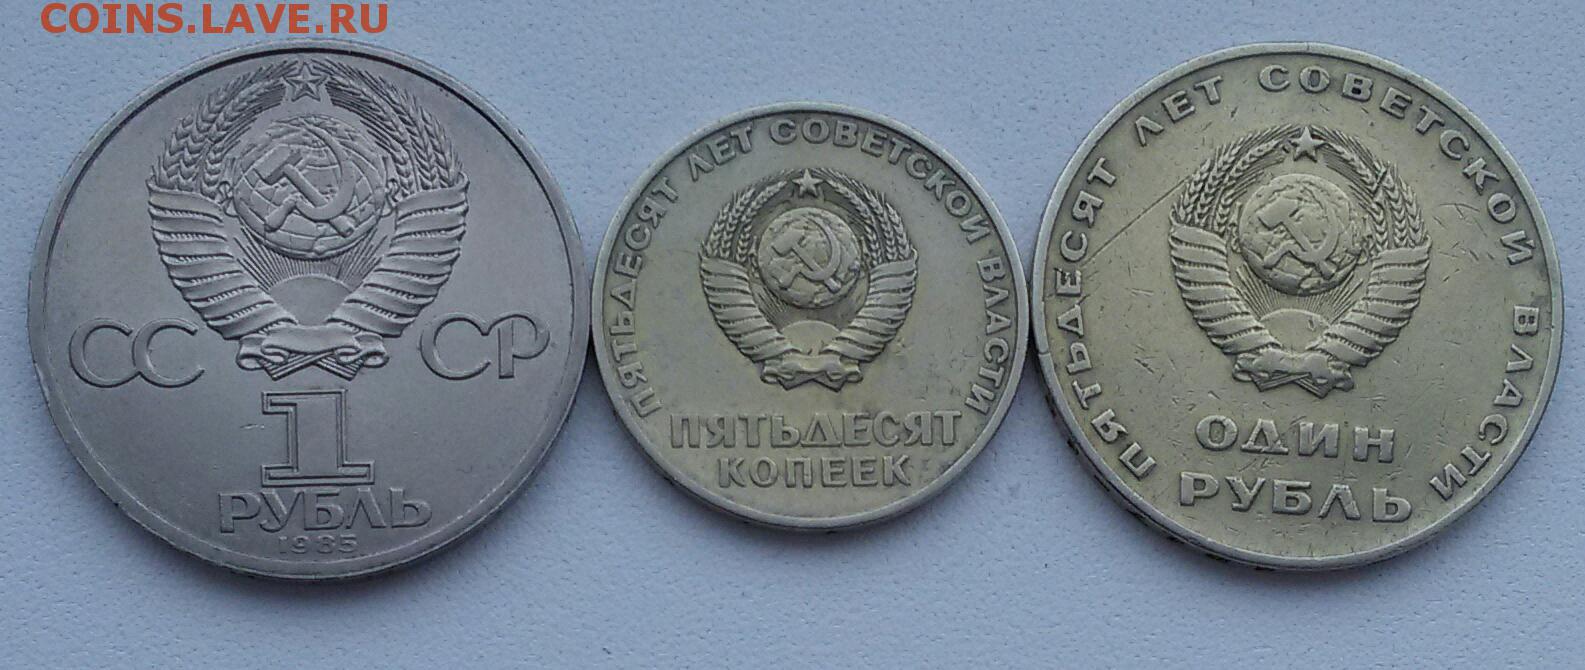 COINS.LAVE.RU
СС СР
1
РУБЛЬ
1985
ПЯТЬДЕСЯТ ЛЕТ СОВЕТСКОЙ ВЛАСТИ
ПЯТЬДЕСЯТ
КОПЕЕК
ПЯТЬДЕСЯТ ЛЕТ СОВЕТСКОЙ ВЛАСТИ
ОДИН
РУБЛЬ